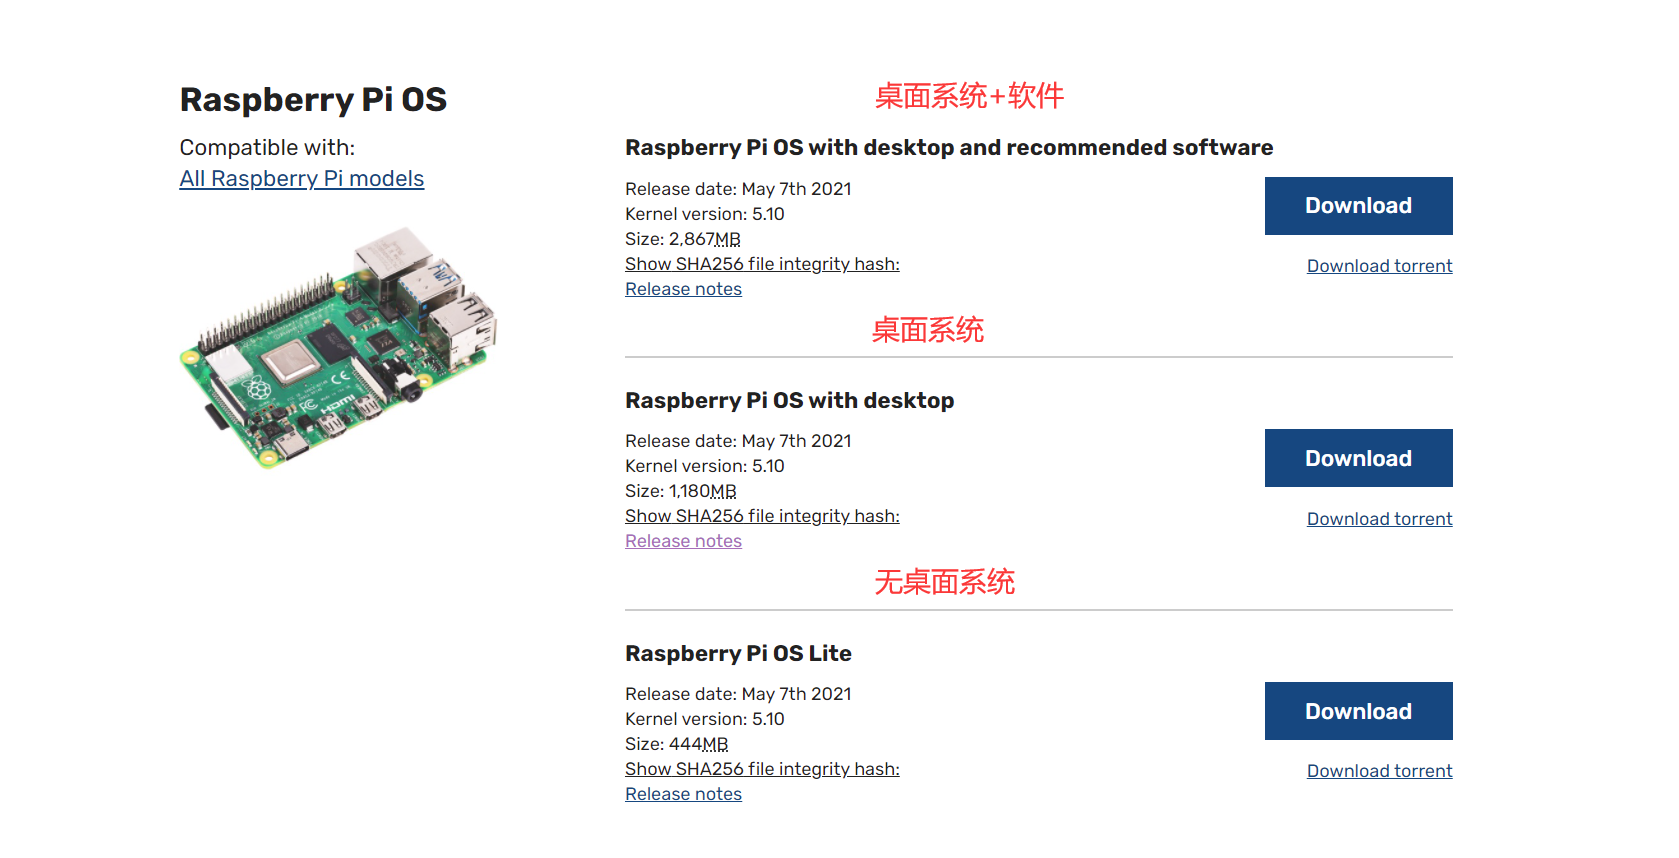 Raspberry Pi OS
Compatible with:
All Raspberry Pi models
HDMI
桌面系统+软件
Raspberry Pi OS with desktop and recommended software
Release date: May 7th 2021
Kernel version: 5.10
Size: 2,867MB
Show SHA256 file integrity hash:
Release notes
Download
Download torrent
桌面系统
Raspberry Pi OS with desktop
Release date: May 7th 2021
Kernel version: 5.10
Size: 1,180MB
Show SHA256 file integrity hash:
Release notes
Download
Download torrent
无桌面系统
Raspberry Pi OS Lite
Release date: May 7th 2021
Kernel version: 5.10
Size: 444MB
Show SHA256 file integrity hash:
Release notes
Download
Download torrent